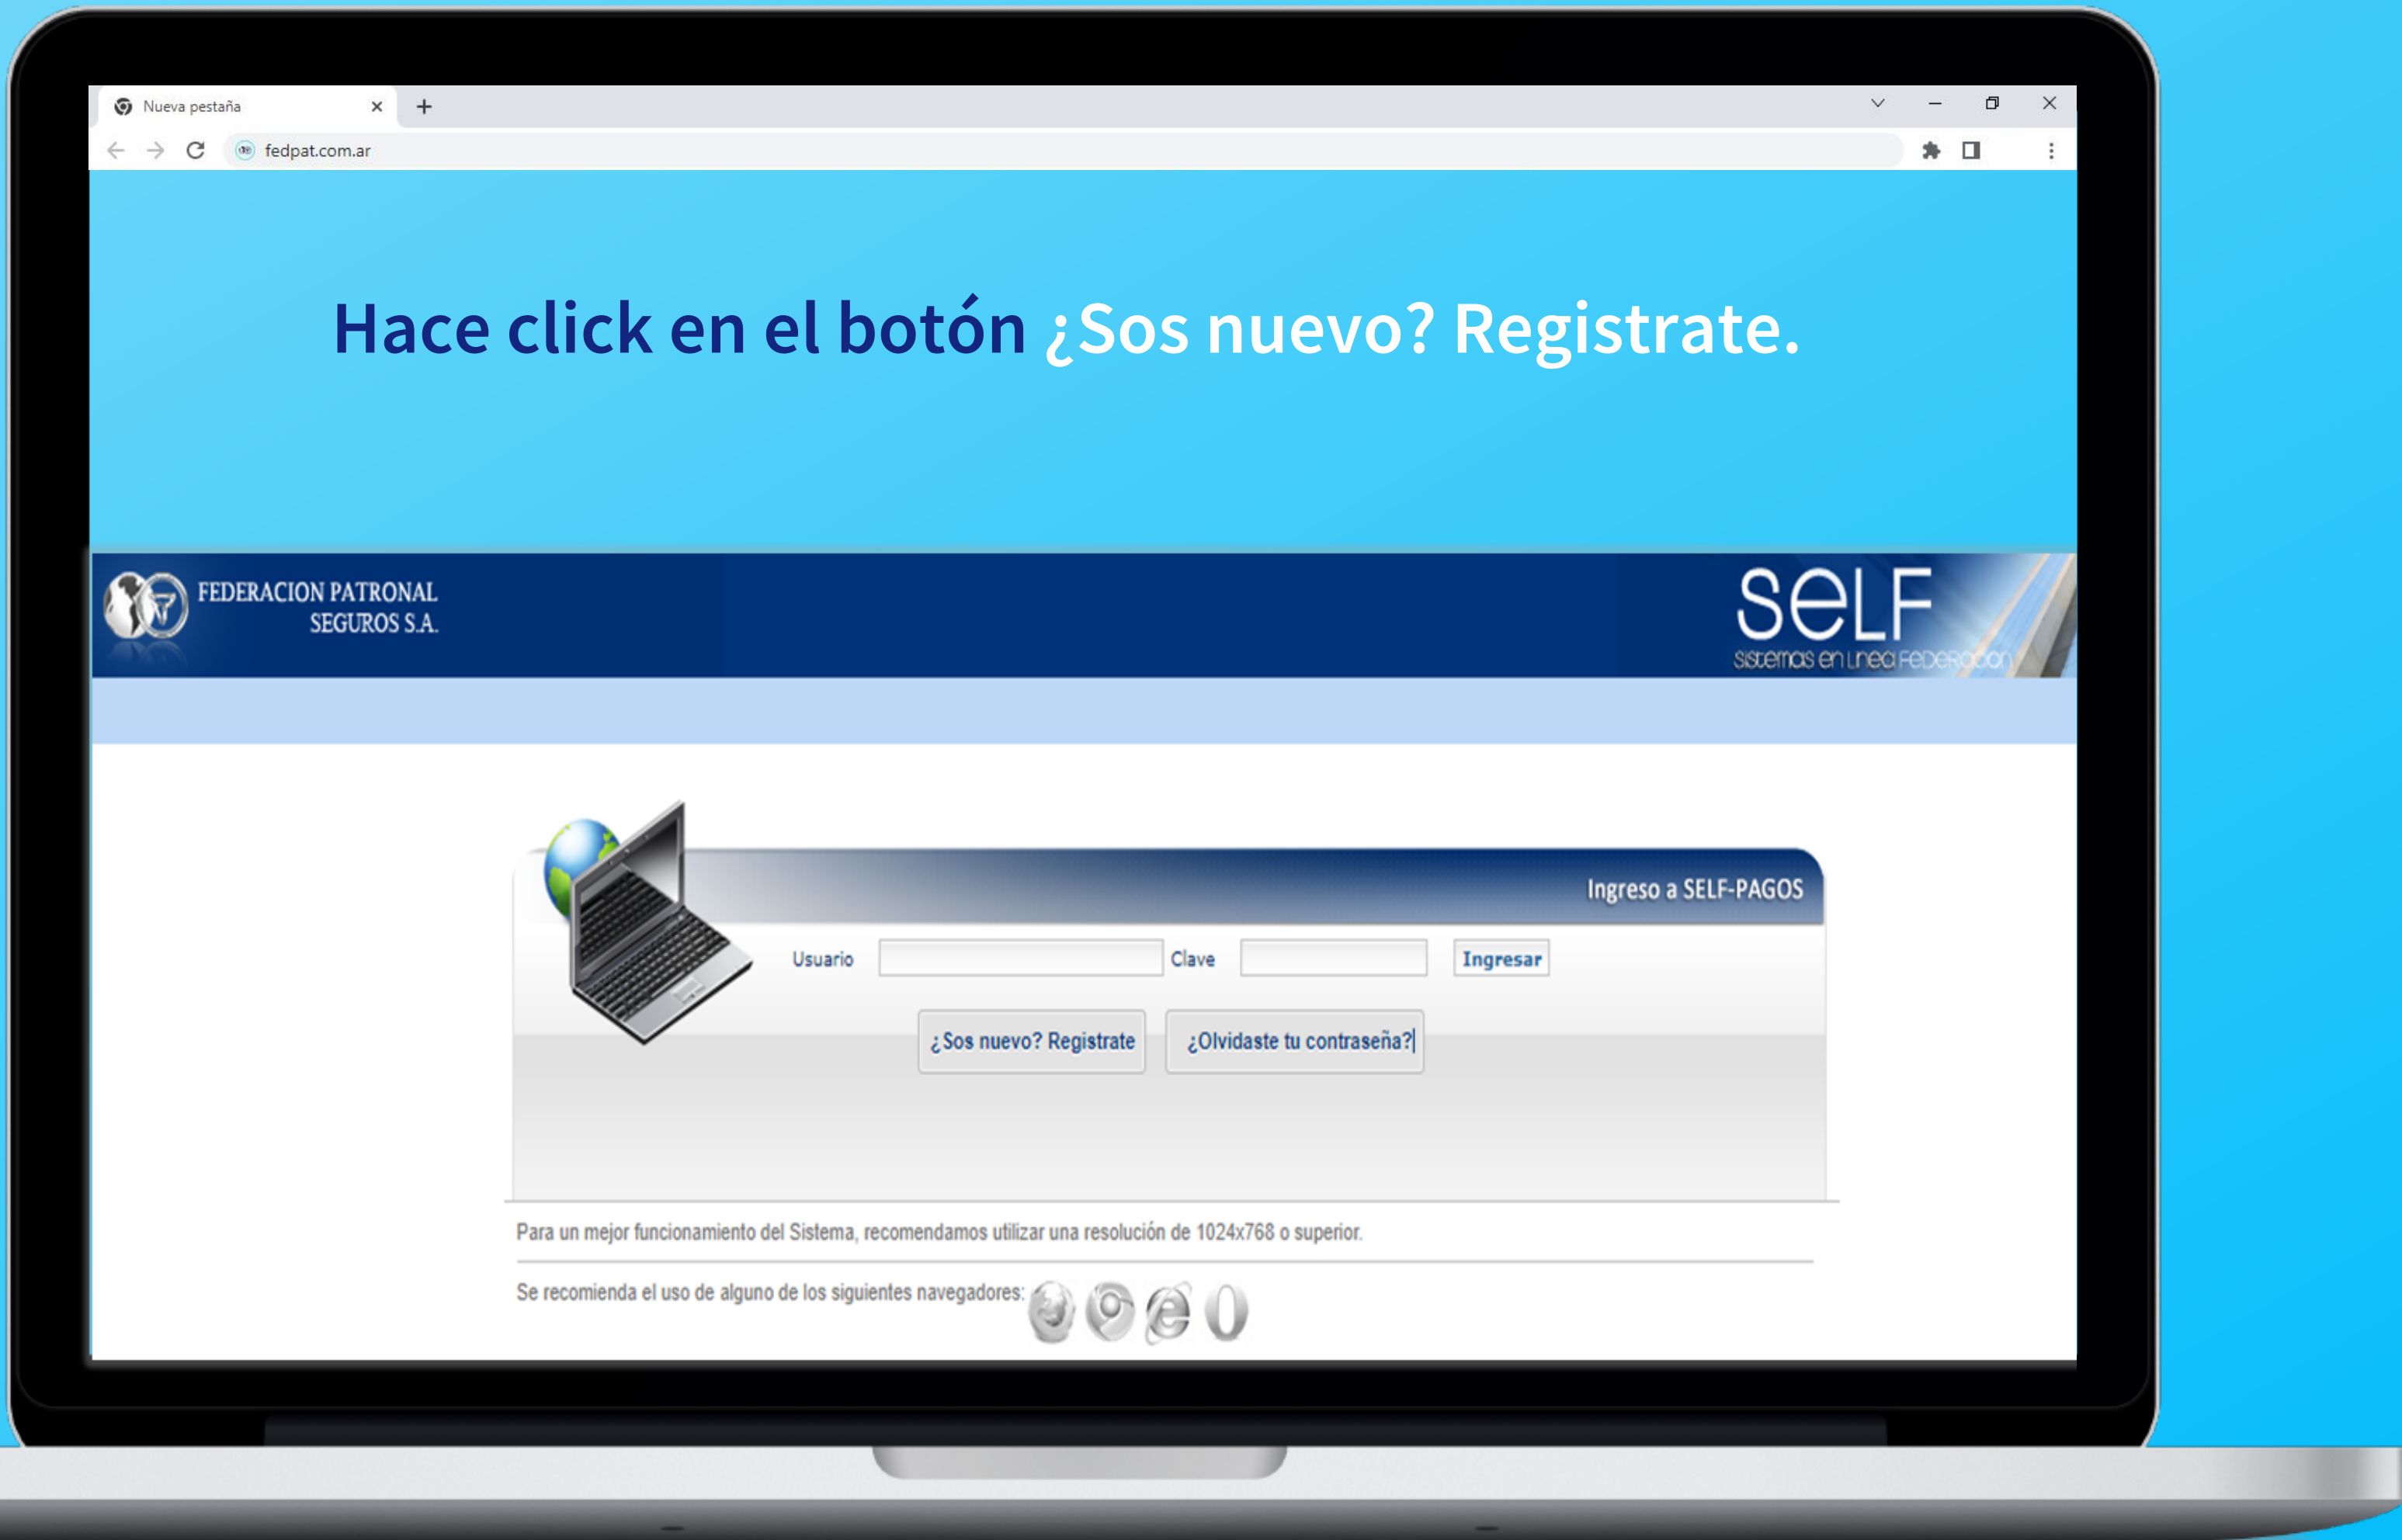 Nueva pestaña
fedpat.com.ar
Hace click en el botón ¿Sos nuevo? Registrate.
FEDERACION PATRONAL
SEGUROS S.A.
SELF
sistemas en linea Federacion
Ingreso a SELF-PAGOS
Usuario Clave Ingresar
¿Sos nuevo? Registrate ¿Olvidaste tu contraseña?
Para un mejor funcionamiento del Sistema, recomendamos utilizar una resolución de 1024x768 o superior.
Se recomienda el uso de alguno de los siguientes navegadores: